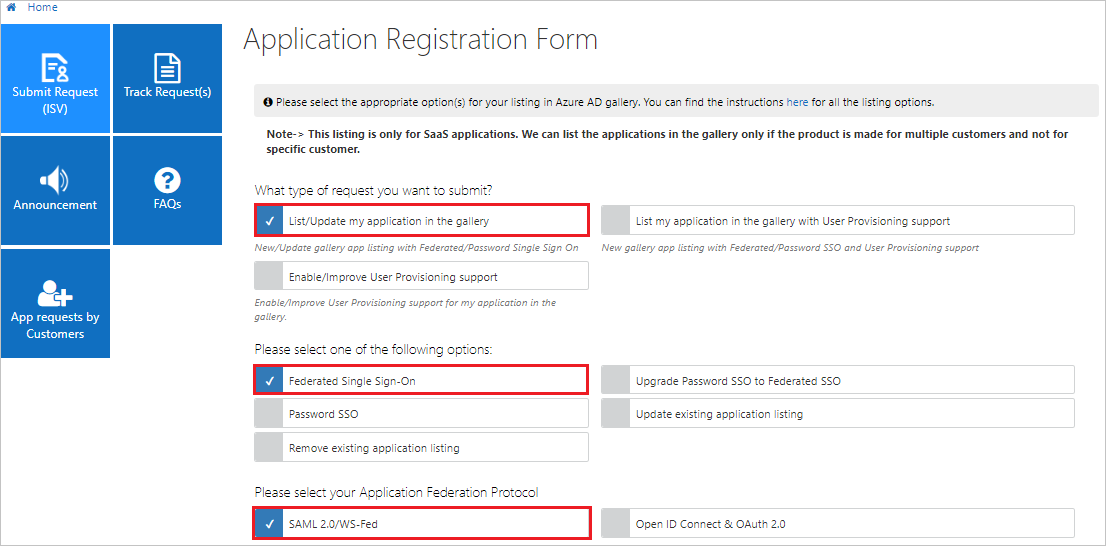 Home
Submit Request
(ISV)
Track Request(s)
Announcement
FAQs
App requests by
Customers
Application Registration Form
Please select the appropriate option(s) for your listing in Azure AD gallery. You can find the instructions here for all the listing options.
Note-> This listing is only for SaaS applications. We can list the applications in the gallery only if the product is made for multiple customers and not for
specific customer.
What type of request you want to submit?
List/Update my application in the gallery
List my application in the gallery with User Provisioning support
New/Update gallery app listing with Federated/Password Single Sign On
New gallery app listing with Federated/Password SSO and User Provisioning support
Enable/Improve User Provisioning support
Enable/Improve User Provisioning support for my application in the
gallery.
Please select one of the following options:
Federated Single Sign-On
Upgrade Password SSO to Federated SSO
Password SSO
Update existing application listing
Remove existing application listing
Please select your Application Federation Protocol
SAML 2.0/WS-Fed
Open ID Connect & OAuth 2.0